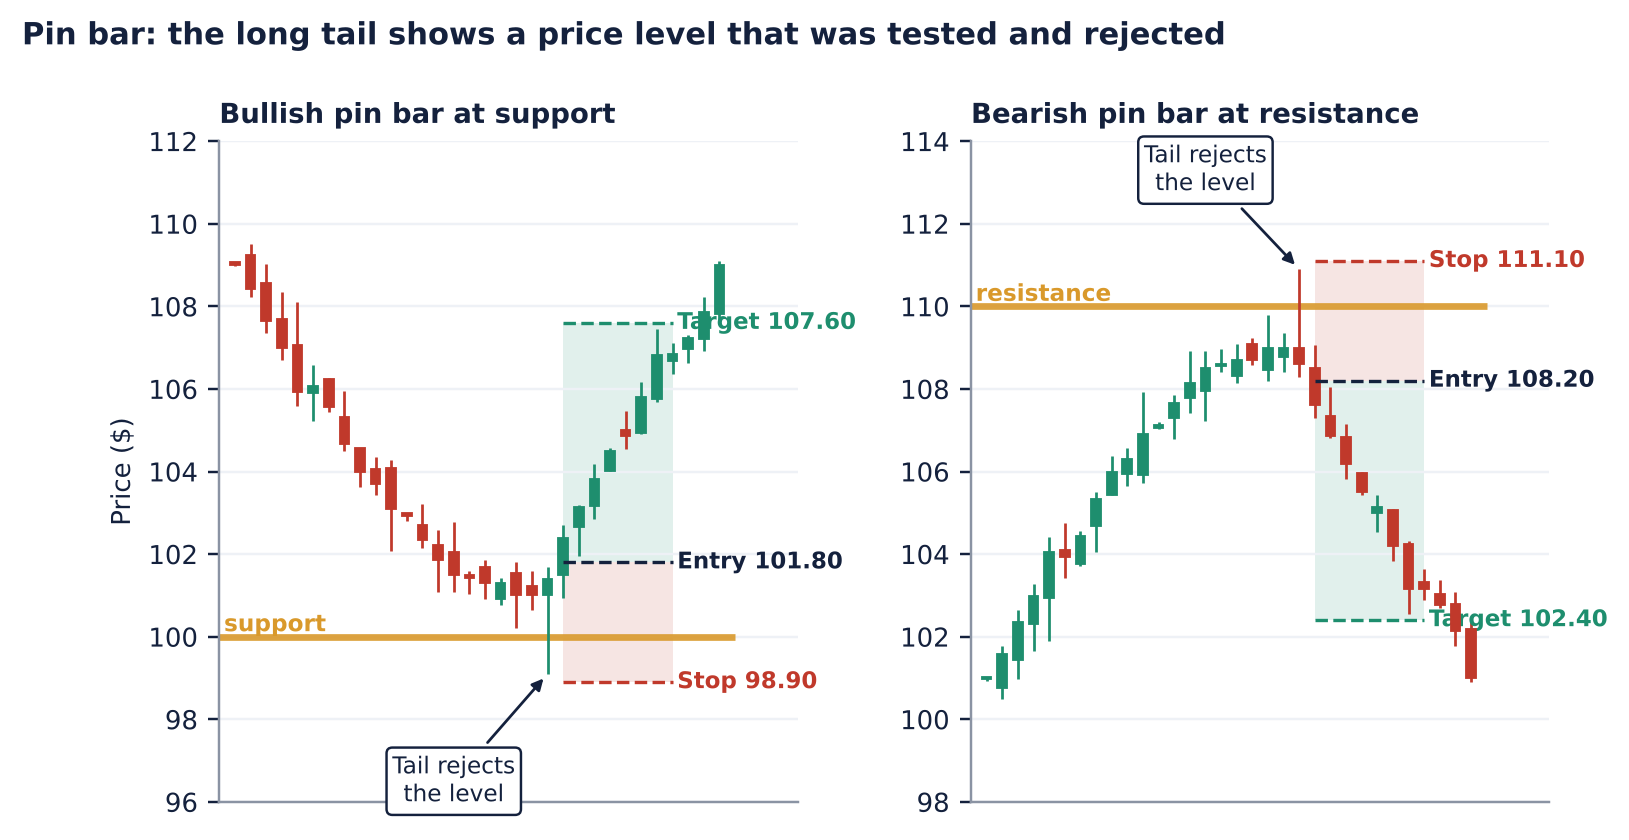 Pin bar: the long tail shows a price level that was tested and rejected
Bullish pin bar at support
112
110
108
106
104
102
100
98
96
Price ($)
support
Target 107.60
Entry 101.80
Stop 98.90
Tail rejects
the level
Bearish pin bar at resistance
114
112
110
108
106
104
102
100
98
Tail rejects
the level
resistance
Stop 111.10
Entry 108.20
Target 102.40